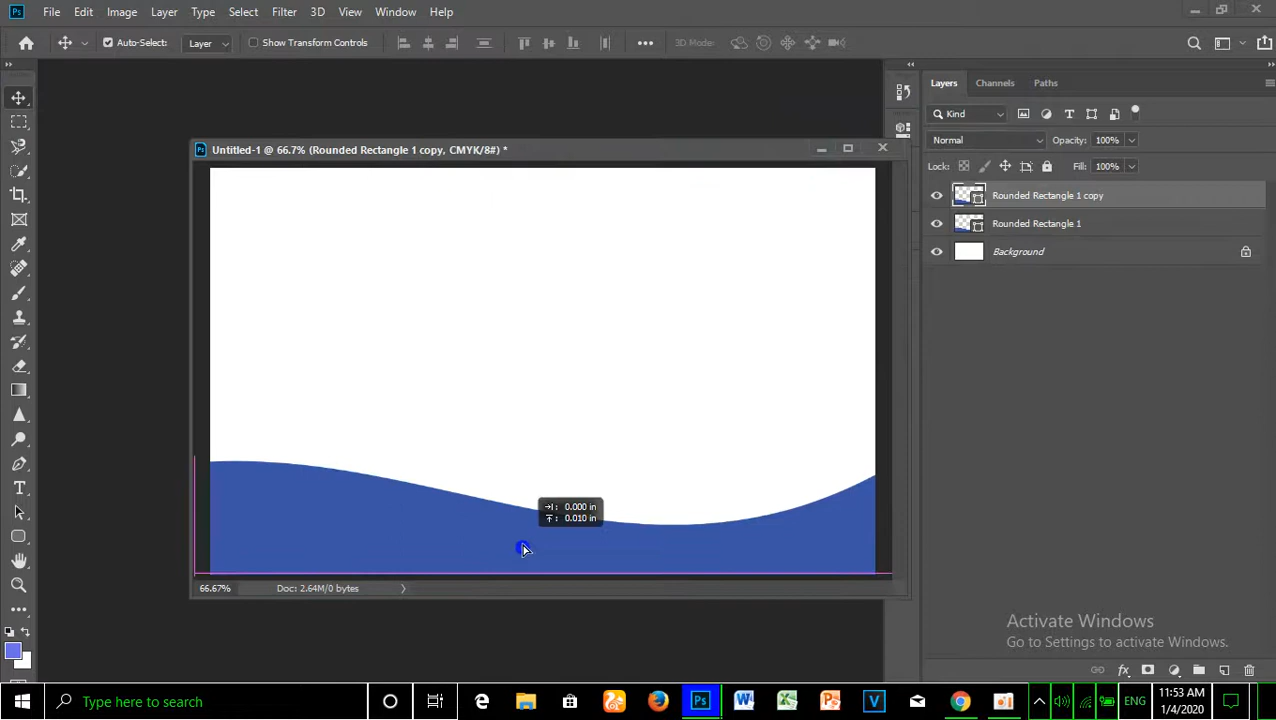 Ps File Edit Image Layer Type Select Filter 3D View Window Help
Auto-Select: Layer Show Transform Controls 3D Mode:
Layers Channels Paths
Kind
Normal Opacity: 100%
Lock: Fill: 100%
Ps Untitled-1 @ 66.7% (Rounded Rectangle 1 copy, CMYK/8#) *
Rounded Rectangle 1 copy
Rounded Rectangle 1
Background
T
0.000 in
0.010 in
66.67% Doc: 2.64M/0 bytes
Activate Windows
Go to Settings to activate Windows.
Type here to search
Ps
ENG
11:53 AM
1/4/2020